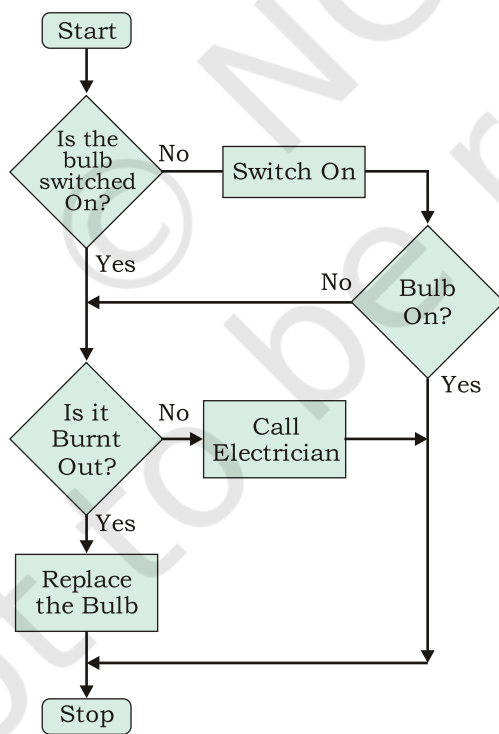 Start
Is the
bulb
switched
On?
No
Switch On
Yes
No
Bulb
On?
Yes
Is it
Burnt
Out?
No
Call
Electrician
Yes
Replace
the Bulb
Stop